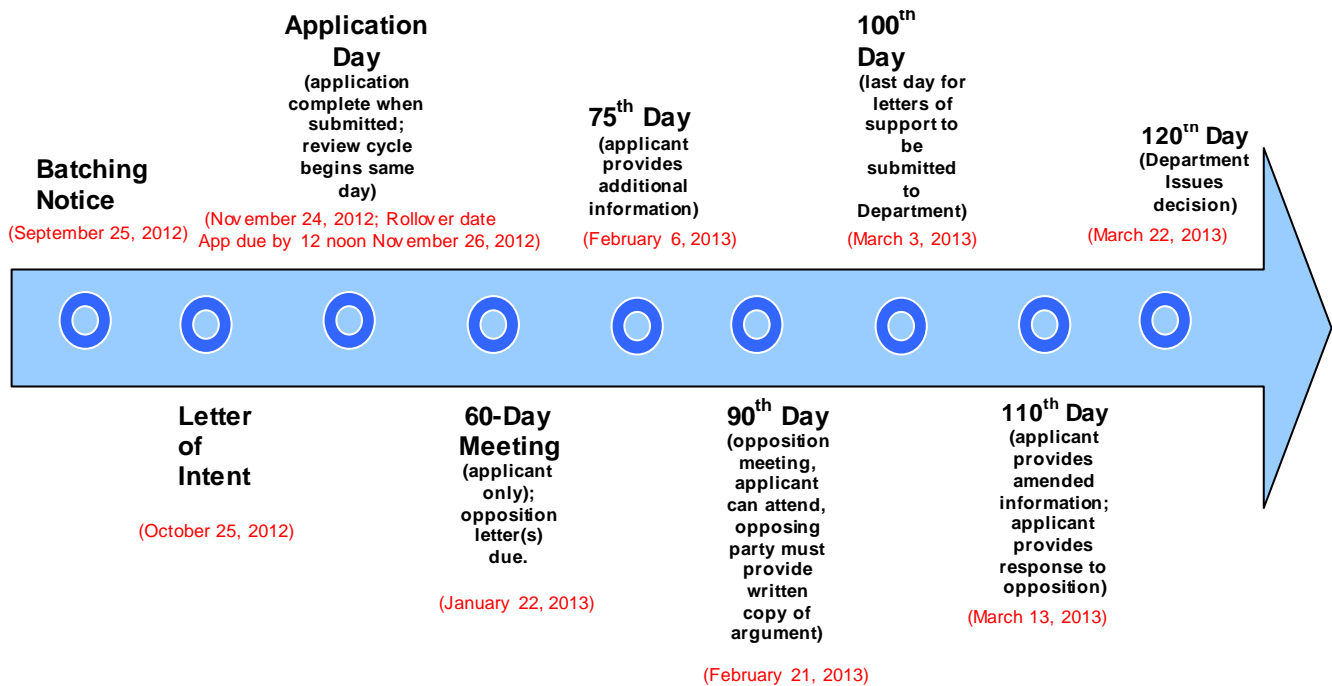 Batching
Notice
(September 25, 2012)
Letter
of
Intent
(October 25, 2012)
Application
Day
(application
complete when
submitted;
review cycle
begins same
day)
(November 24, 2012; Rollover date
App due by 12 noon November 26, 2012)
60-Day
Meeting
(applicant
only);
opposition
letter(s)
due.
(January 22, 2013)
75th Day
(applicant
provides
additional
information)
(February 6, 2013)
90th Day
(opposition
meeting,
applicant
can attend,
opposing
party must
provide
written
copy of
argument)
(February 21, 2013)
100th
Day
(last day for
letters of
support to
be
submitted
to
Department)
(March 3, 2013)
110th Day
(applicant
provides
amended
information;
applicant
provides
response to
opposition)
(March 13, 2013)
120th Day
(Department
Issues
decision)
(March 22, 2013)